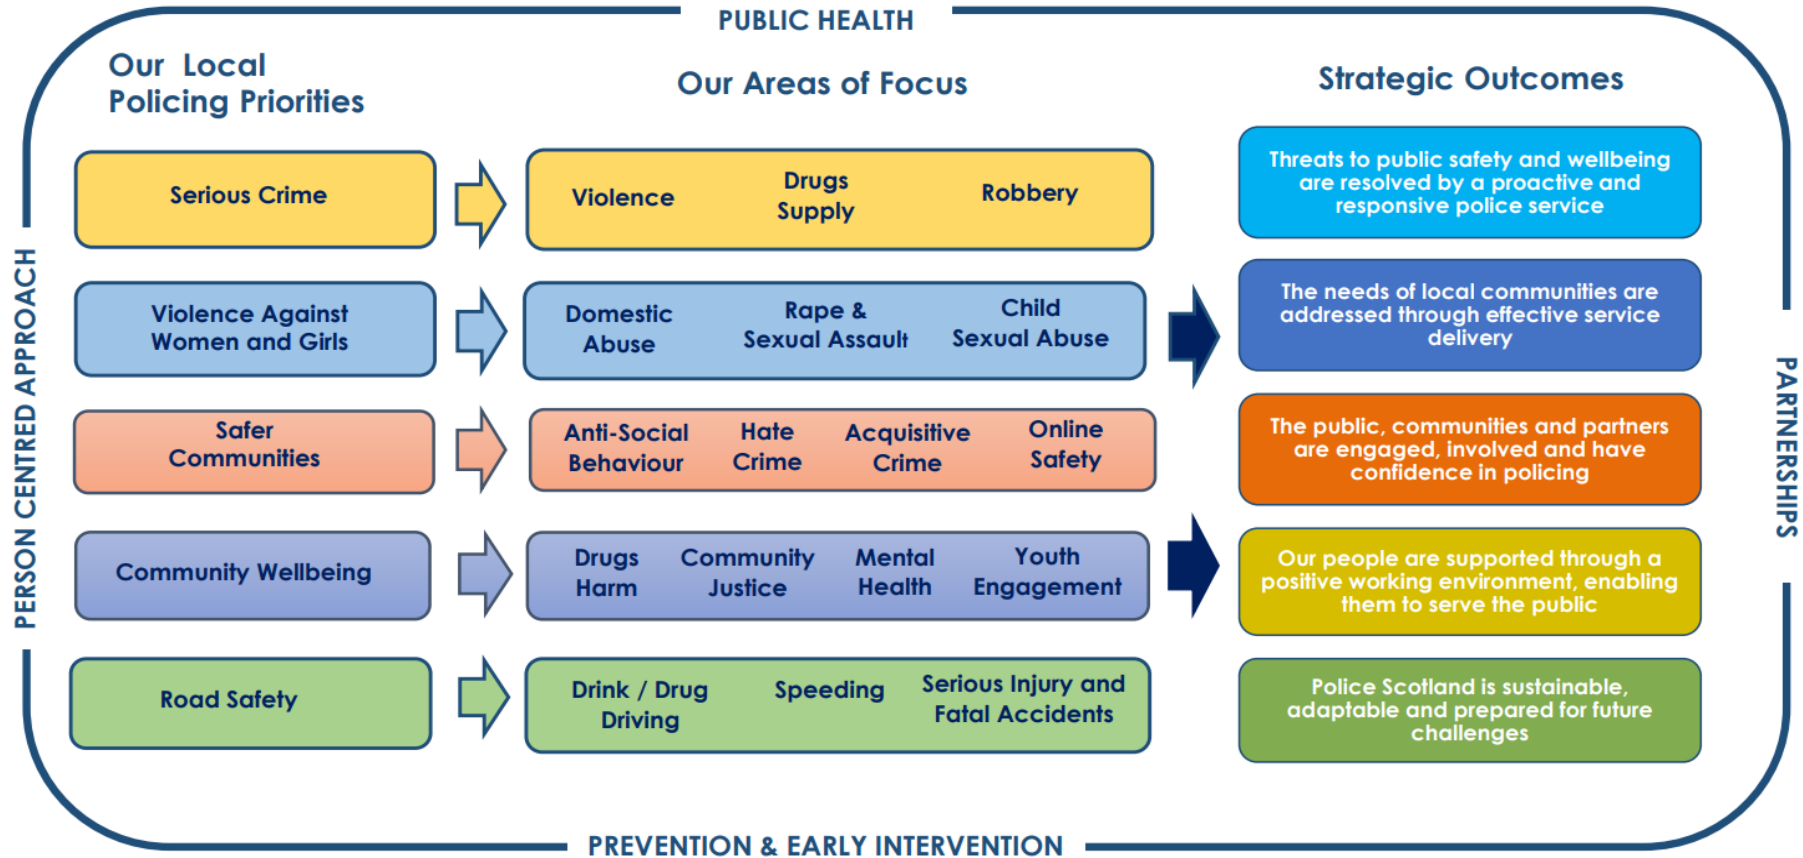 PUBLIC HEALTH
Our Local
Policing Priorities
Our Areas of Focus
Strategic Outcomes
PERSON CENTRED APPROACH
Serious Crime
Violence
Drugs
Supply
Robbery
Threats to public safety and wellbeing
are resolved by a proactive and
responsive police service
Violence Against
Women and Girls
Domestic
Abuse
Rape &
Sexual Assault
Child
Sexual Abuse
The needs of local communities are
addressed through effective service
delivery
Safer
Communities
Anti-Social
Behaviour
Hate
Crime
Acquisitive
Crime
Online
Safety
The public, communities and partners
are engaged, involved and have
confidence in policing
Community Wellbeing
Drugs
Harm
Community
Justice
Mental
Health
Youth
Engagement
Our people are supported through a
positive working environment, enabling
them to serve the public
Road Safety
Drink / Drug
Driving
Speeding
Serious Injury and
Fatal Accidents
Police Scotland is sustainable,
adaptable and prepared for future
challenges
PARTNERSHIPS
PREVENTION & EARLY INTERVENTION